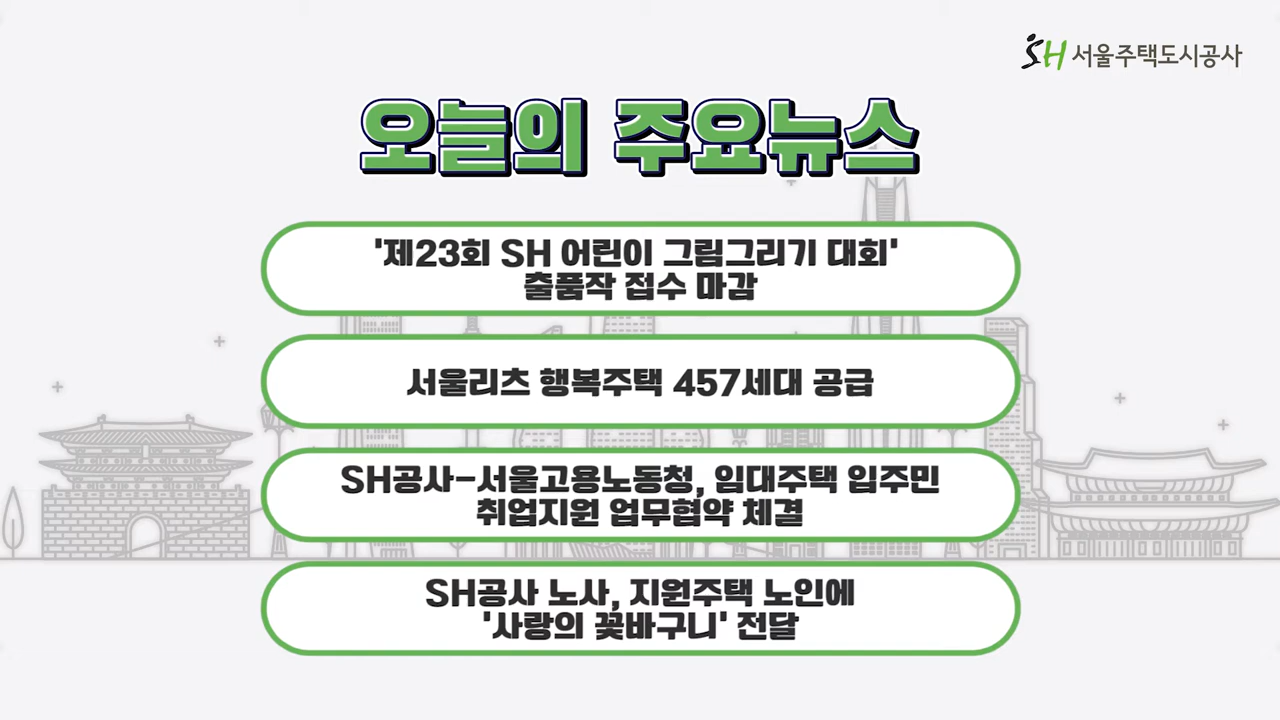 SH 서울주택도시공사
오늘의 주요뉴스
'제23회 SH 어린이 그림그리기 대회'
출품작 접수 마감
서울리츠 행복주택 457세대 공급
SH공사-서울고용노동청, 임대주택 입주민
취업지원 업무협약 체결
SH공사 노사, 지원주택 노인에
'사랑의 꽃바구니' 전달